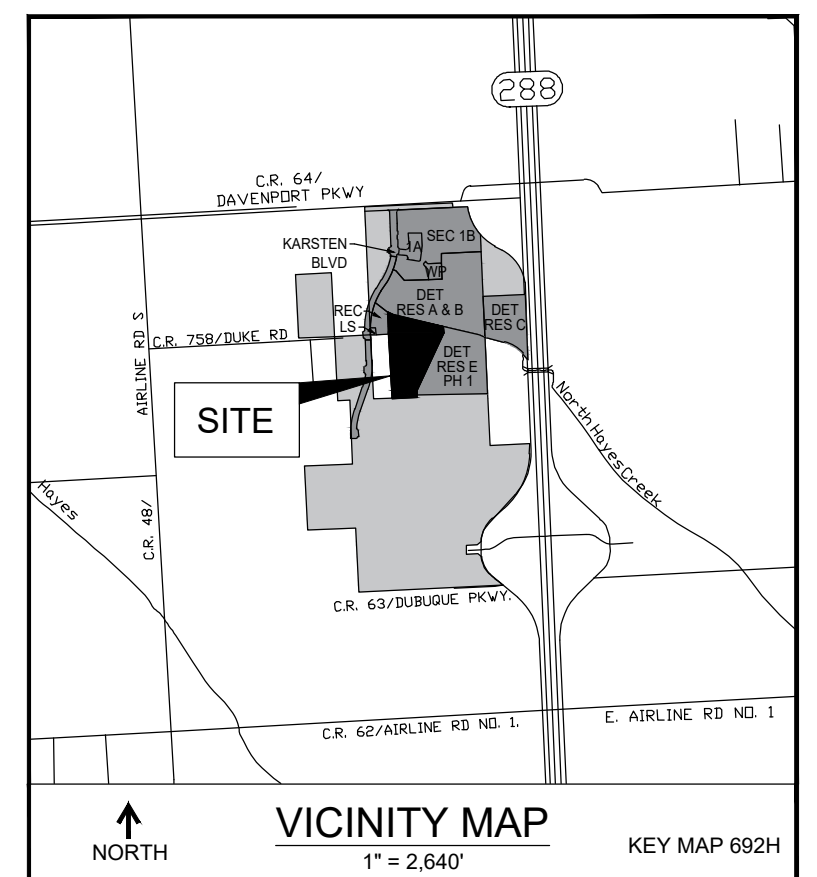 288
C.R. 64/
DAVENPORT PKWY
KARSTEN
BLVD
1A
SEC 1B
WP
DET
RES A & B
REC
LS
DET
RES C
C.R. 758/DUKE RD
DET
RES E
PH 1
AIRLINE RD S
SITE
North Hayes Creek
Hayes
C.R. 48/
C.R. 63/DUBUQUE PKWY.
C.R. 62/AIRLINE RD NO. 1.
E. AIRLINE RD NO. 1
NORTH
VICINITY MAP
1" = 2,640'
KEY MAP 692H